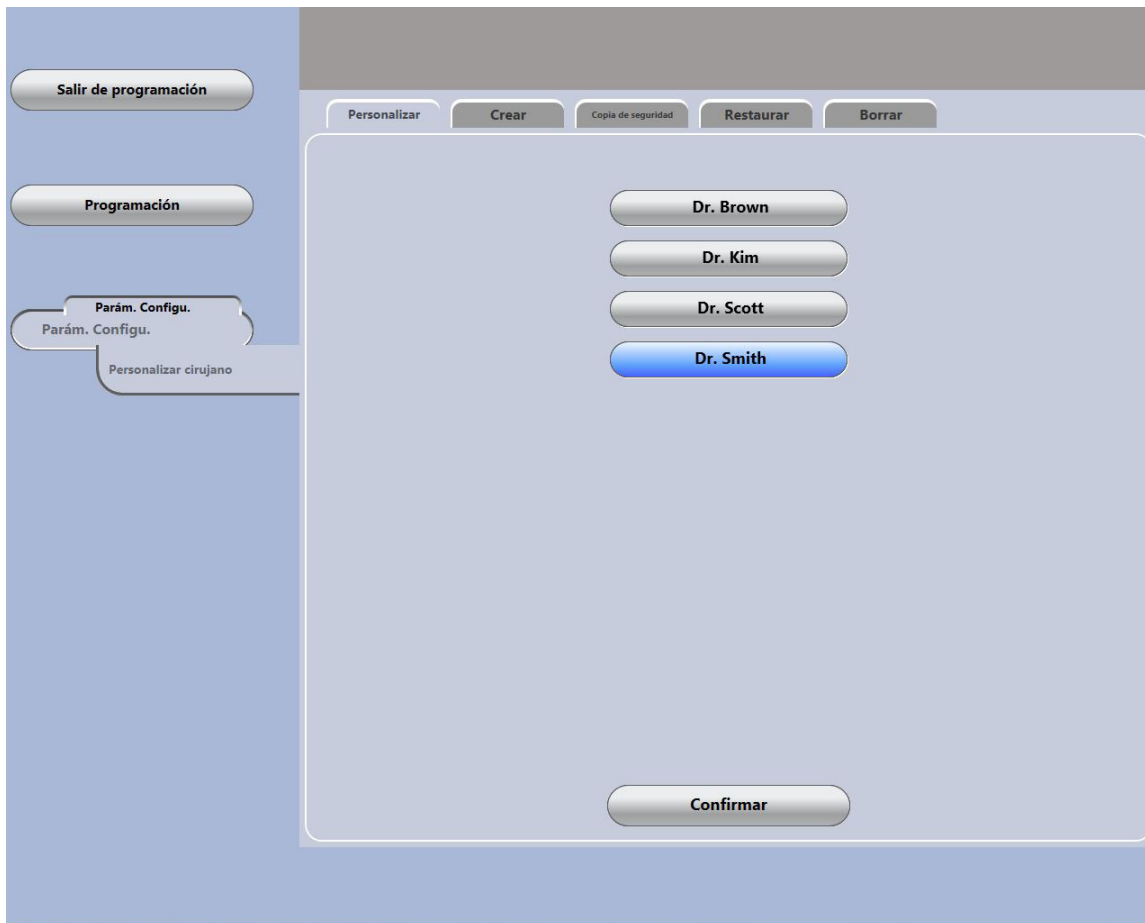 Salir de programación
Programación
Parám. Configu.
Parám. Configu.
Personalizar cirujano
Personalizar
Crear
Copia de seguridad
Restaurar
Borrar
Dr. Brown
Dr. Kim
Dr. Scott
Dr. Smith
Confirmar